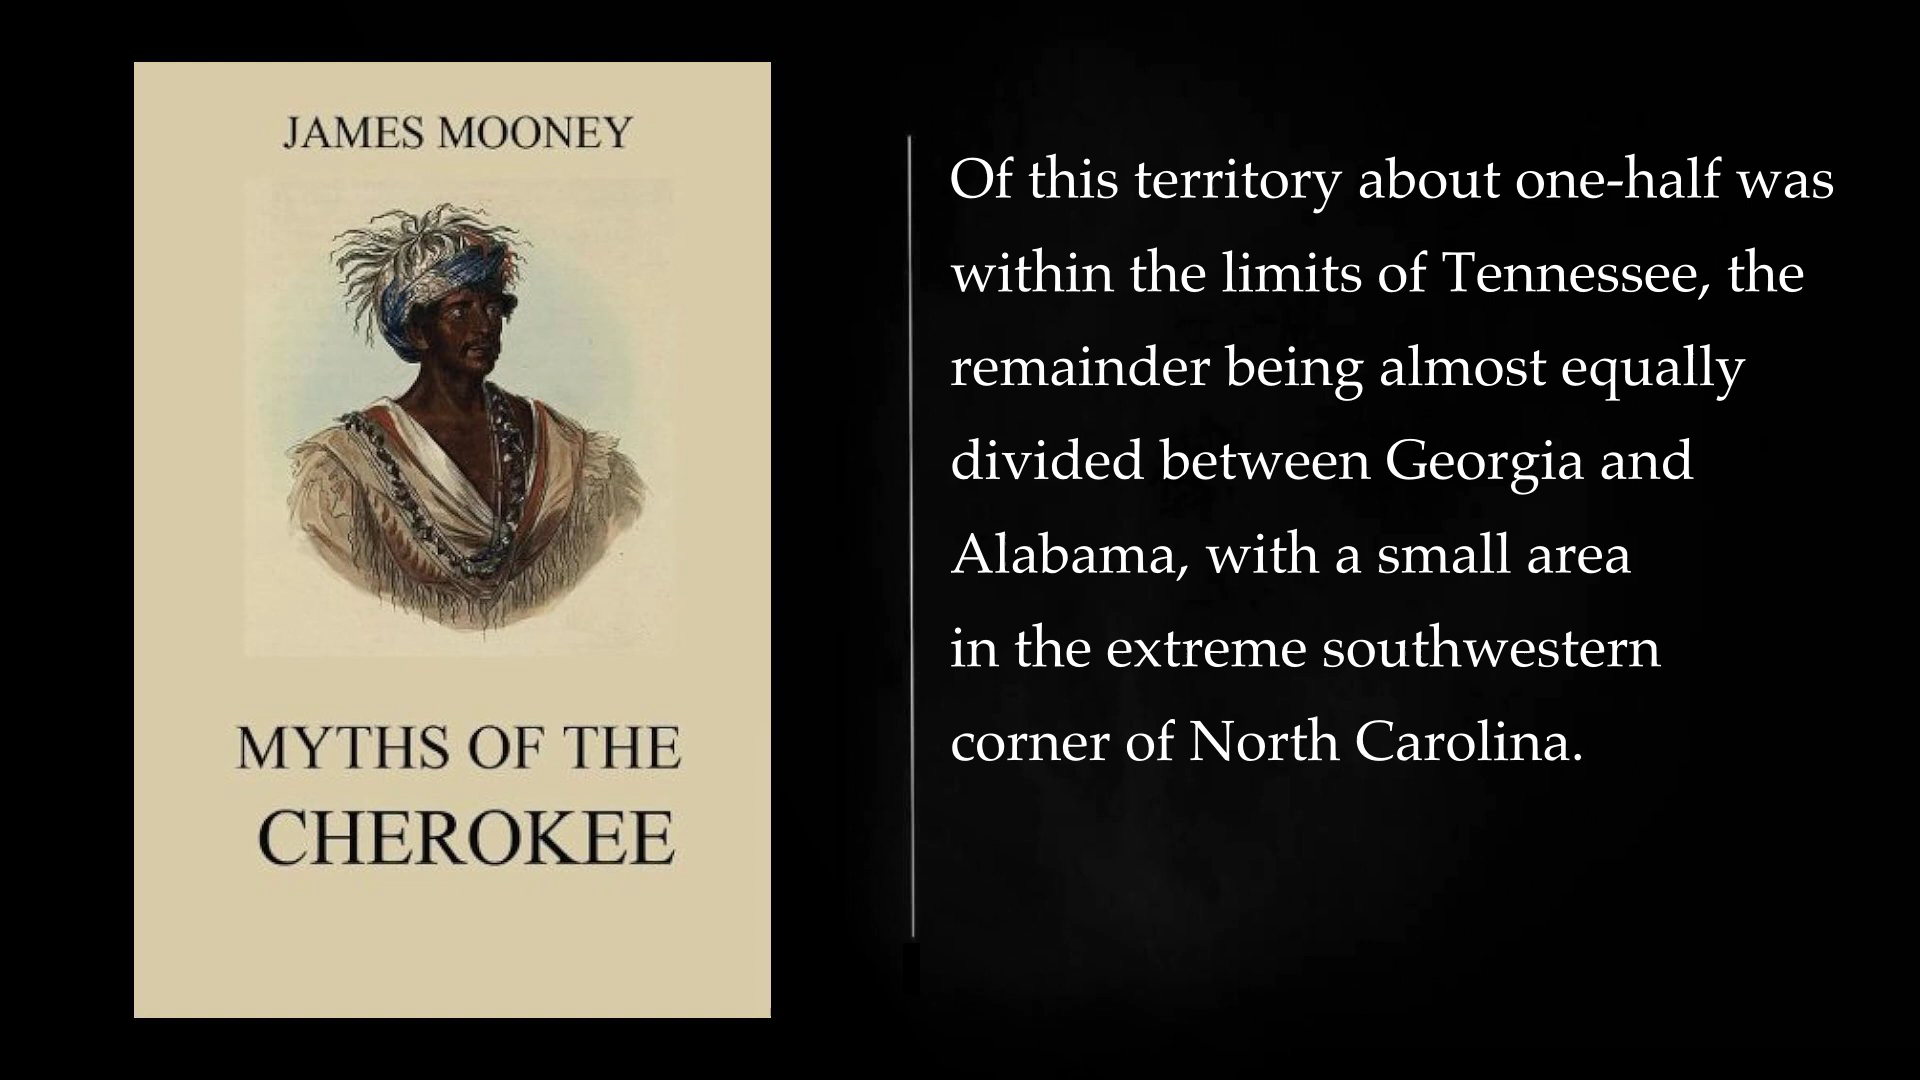 JAMES MOONEY
MYTHS OF THE
CHEROKEE
Of this territory about one-half was
within the limits of Tennessee, the
remainder being almost equally
divided between Georgia and
Alabama, with a small area
in the extreme southwestern
corner of North Carolina.